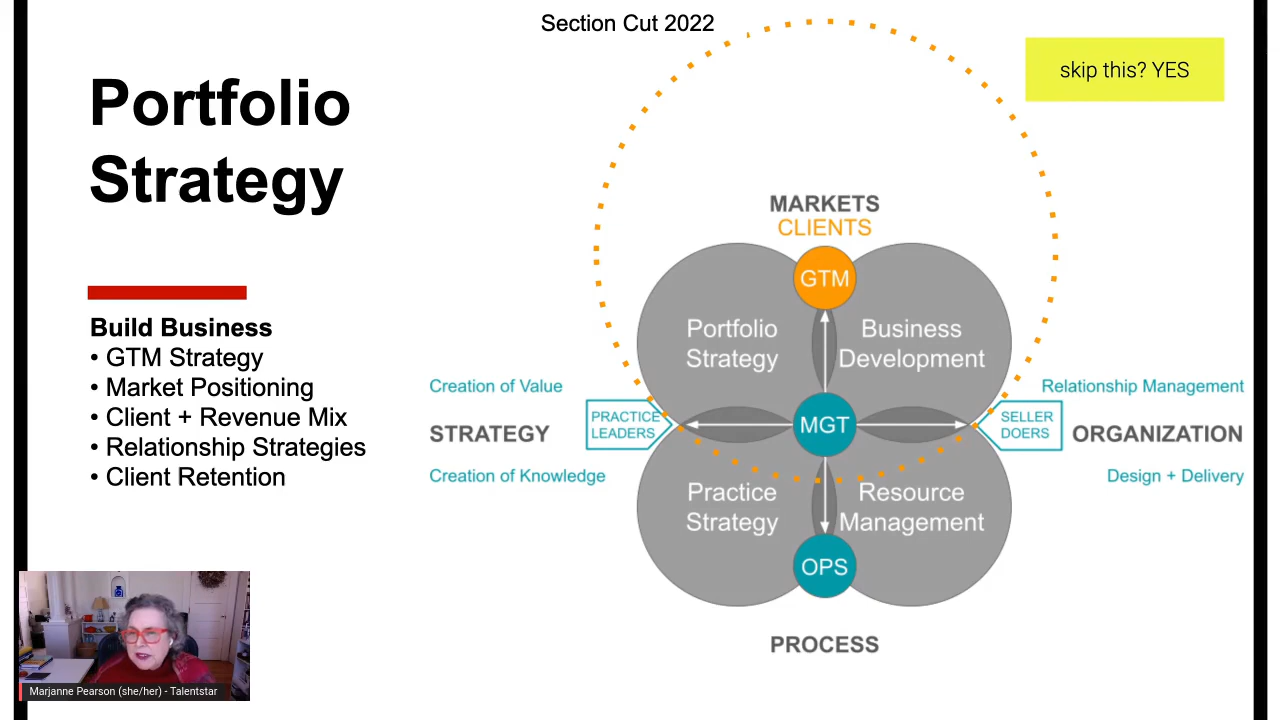 Section Cut 2022
skip this? YES
Portfolio
Strategy
Build Business
• GTM Strategy
• Market Positioning
• Client + Revenue Mix
• Relationship Strategies
• Client Retention
MARKETS
CLIENTS
GTM
Portfolio
Strategy
Business
Development
Creation of Value
Relationship Management
PRACTICE
LEADERS
STRATEGY
MGT
SELLER
DOERS
ORGANIZATION
Creation of Knowledge
Design + Delivery
Practice
Strategy
Resource
Management
OPS
PROCESS
Marjanne Pearson (she/her) - Talentstar